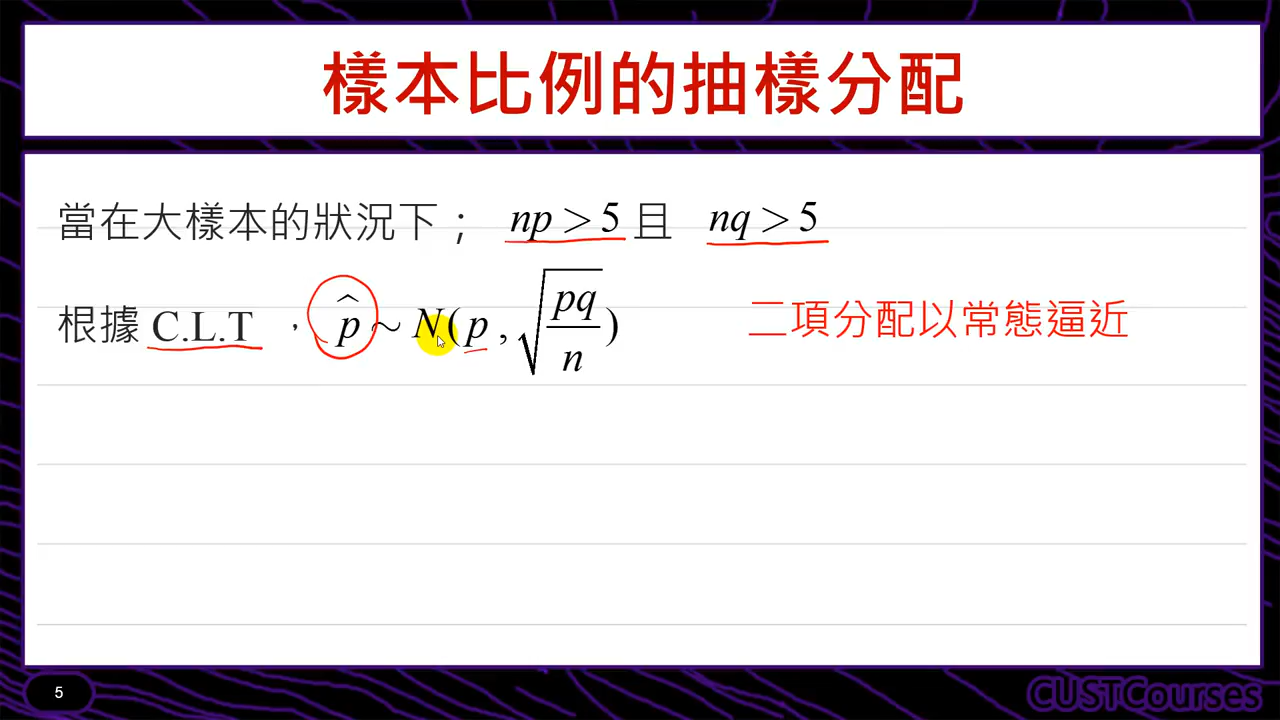 樣本比例的抽樣分配
當在大樣本的狀況下； np > 5 且 nq > 5
根據 C.L.T ， p̂ ~ N(p , √(pq/n)) 二項分配以常態逼近
5
CUSTCourses